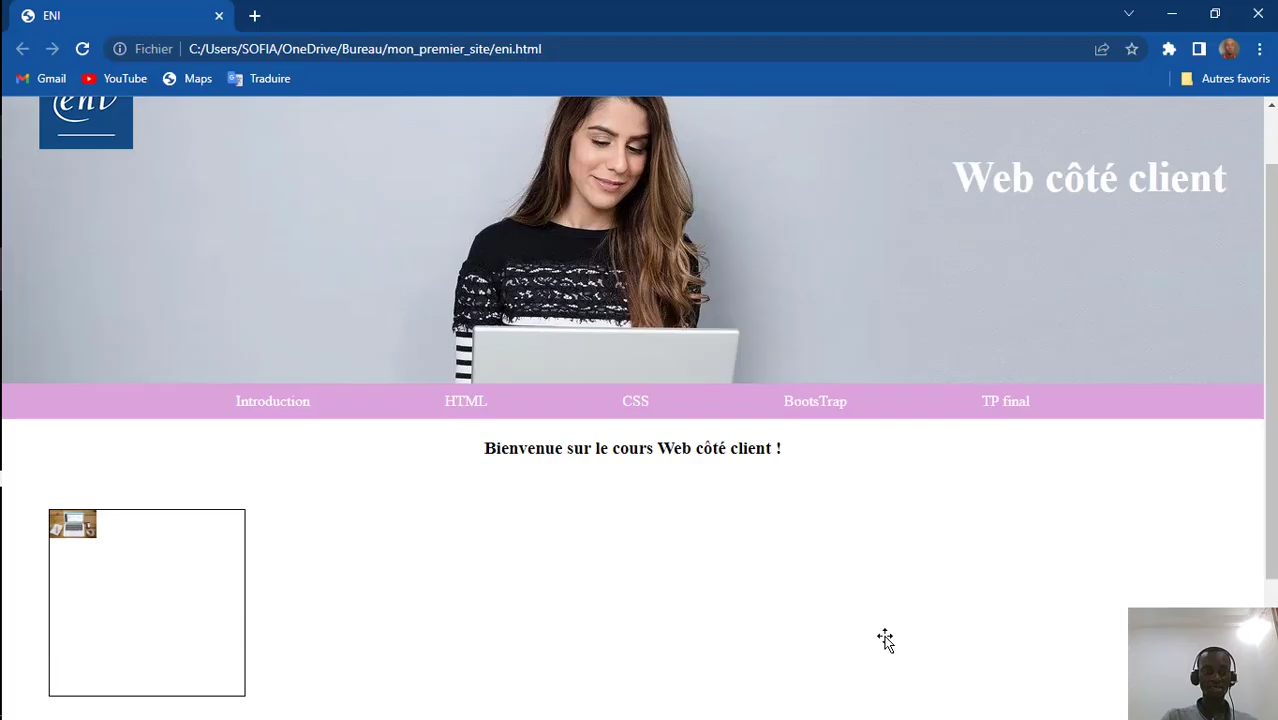 ENI
Fichier C:/Users/SOFIA/OneDrive/Bureau/mon_premier_site/eni.html
Gmail YouTube Maps Traduire Autres favoris
eni
Web côté client
Introduction HTML CSS BootsTrap TP final
Bienvenue sur le cours Web côté client !